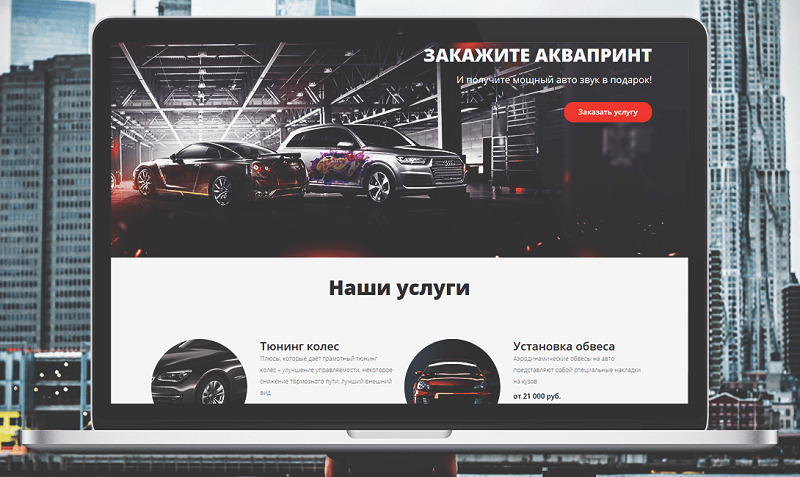 ЗАКАЖИТЕ АКВАПРИНТ
И получите мощный авто звук в подарок!
Заказать услугу
Наши услуги
Тюнинг колес
Плюсы, которые даёт грамотный тюнинг
колес – улучшение управляемости, некоторое
снижение тормозного пути, лучший внешний
вид
Установка обвеса
Аэродинамические обвесы на авто
представляют собой специальные накладки
на кузов
от 21 000 руб.